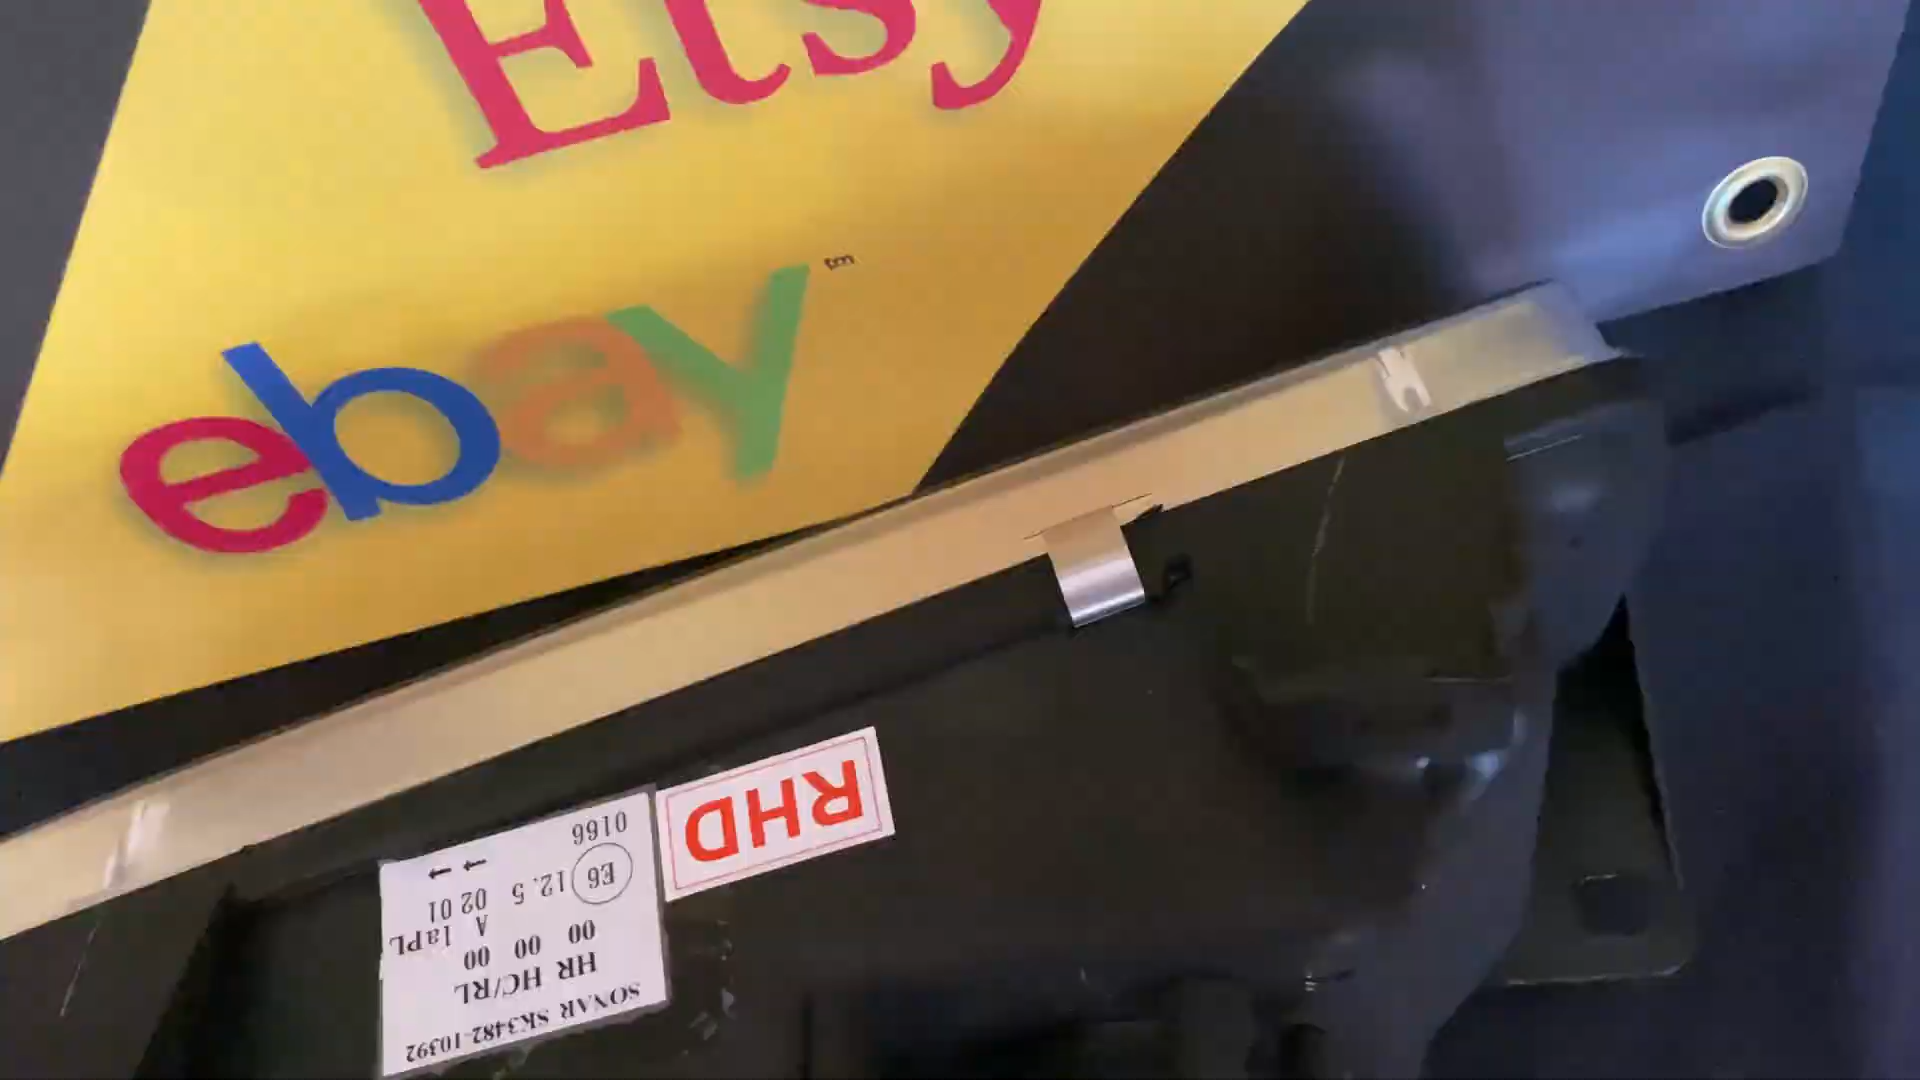 Etsy
ebay
tm
RHD
SONAR SK3482-10392
HR HC/RL
00 00 00
A 1aPL
E6 12.5 02 01
0166